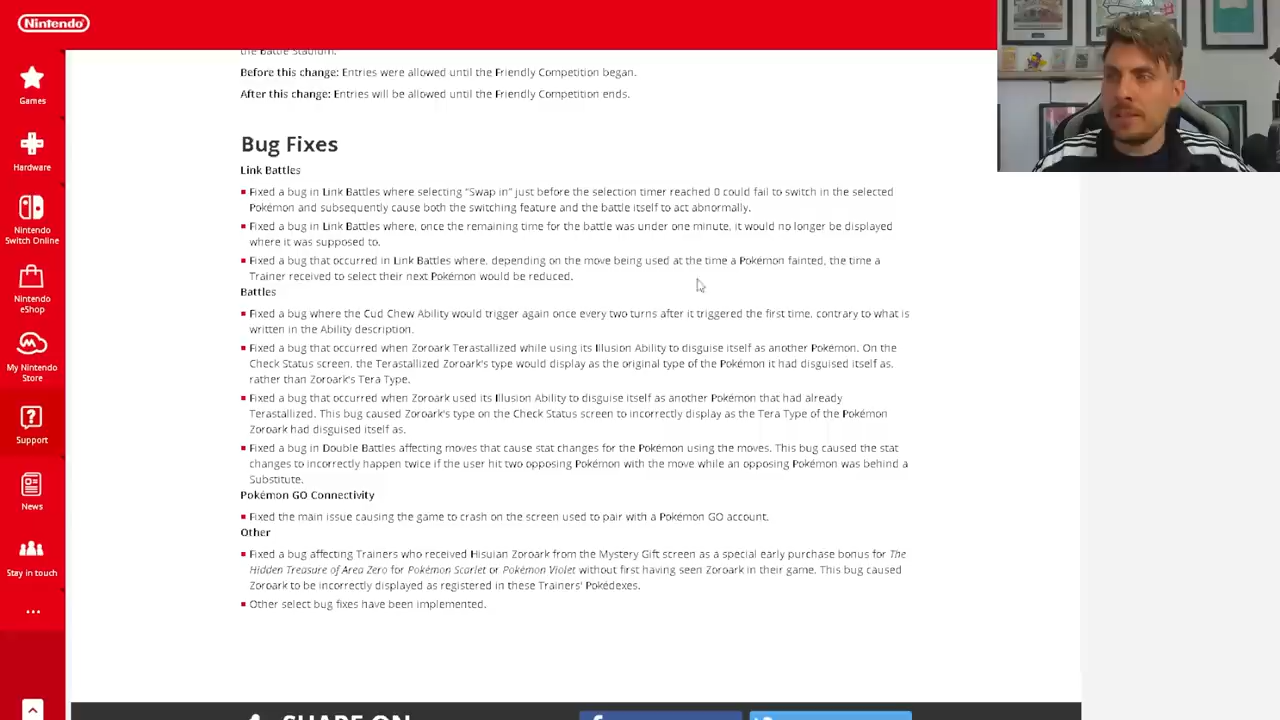 Nintendo
Games
Hardware
Nintendo
Switch Online
Nintendo
eShop
My Nintendo
Store
Support
News
Stay in touch
...
the Battle Stadium.
Before this change: Entries were allowed until the Friendly Competition began.
After this change: Entries will be allowed until the Friendly Competition ends.
Bug Fixes
Link Battles
Fixed a bug in Link Battles where selecting “Swap in” just before the selection timer reached 0 could fail to switch in the selected
Pokémon and subsequently cause both the switching feature and the battle itself to act abnormally.
Fixed a bug in Link Battles where, once the remaining time for the battle was under one minute, it would no longer be displayed
where it was supposed to.
Fixed a bug that occurred in Link Battles where, depending on the move being used at the time a Pokémon fainted, the time a
Trainer received to select their next Pokémon would be reduced.
Battles
Fixed a bug where the Cud Chew Ability would trigger again once every two turns after it triggered the first time, contrary to what is
written in the Ability description.
Fixed a bug that occurred when Zoroark Terastallized while using its Illusion Ability to disguise itself as another Pokémon. On the
Check Status screen, the Terastallized Zoroark's type would display as the original type of the Pokémon it had disguised itself as,
rather than Zoroark's Tera Type.
Fixed a bug that occurred when Zoroark used its Illusion Ability to disguise itself as another Pokémon that had already
Terastallized. This bug caused Zoroark's type on the Check Status screen to incorrectly display as the Tera Type of the Pokémon
Zoroark had disguised itself as.
Fixed a bug in Double Battles affecting moves that cause stat changes for the Pokémon using the moves. This bug caused the stat
changes to incorrectly happen twice if the user hit two opposing Pokémon with the move while an opposing Pokémon was behind a
Substitute.
Pokémon GO Connectivity
Fixed the main issue causing the game to crash on the screen used to pair with a Pokémon GO account.
Other
Fixed a bug affecting Trainers who received Hisuian Zoroark from the Mystery Gift screen as a special early purchase bonus for The
Hidden Treasure of Area Zero for Pokémon Scarlet or Pokémon Violet without first having seen Zoroark in their game. This bug caused
Zoroark to be incorrectly displayed as registered in these Trainers' Pokédexes.
Other select bug fixes have been implemented.
SHARE ON